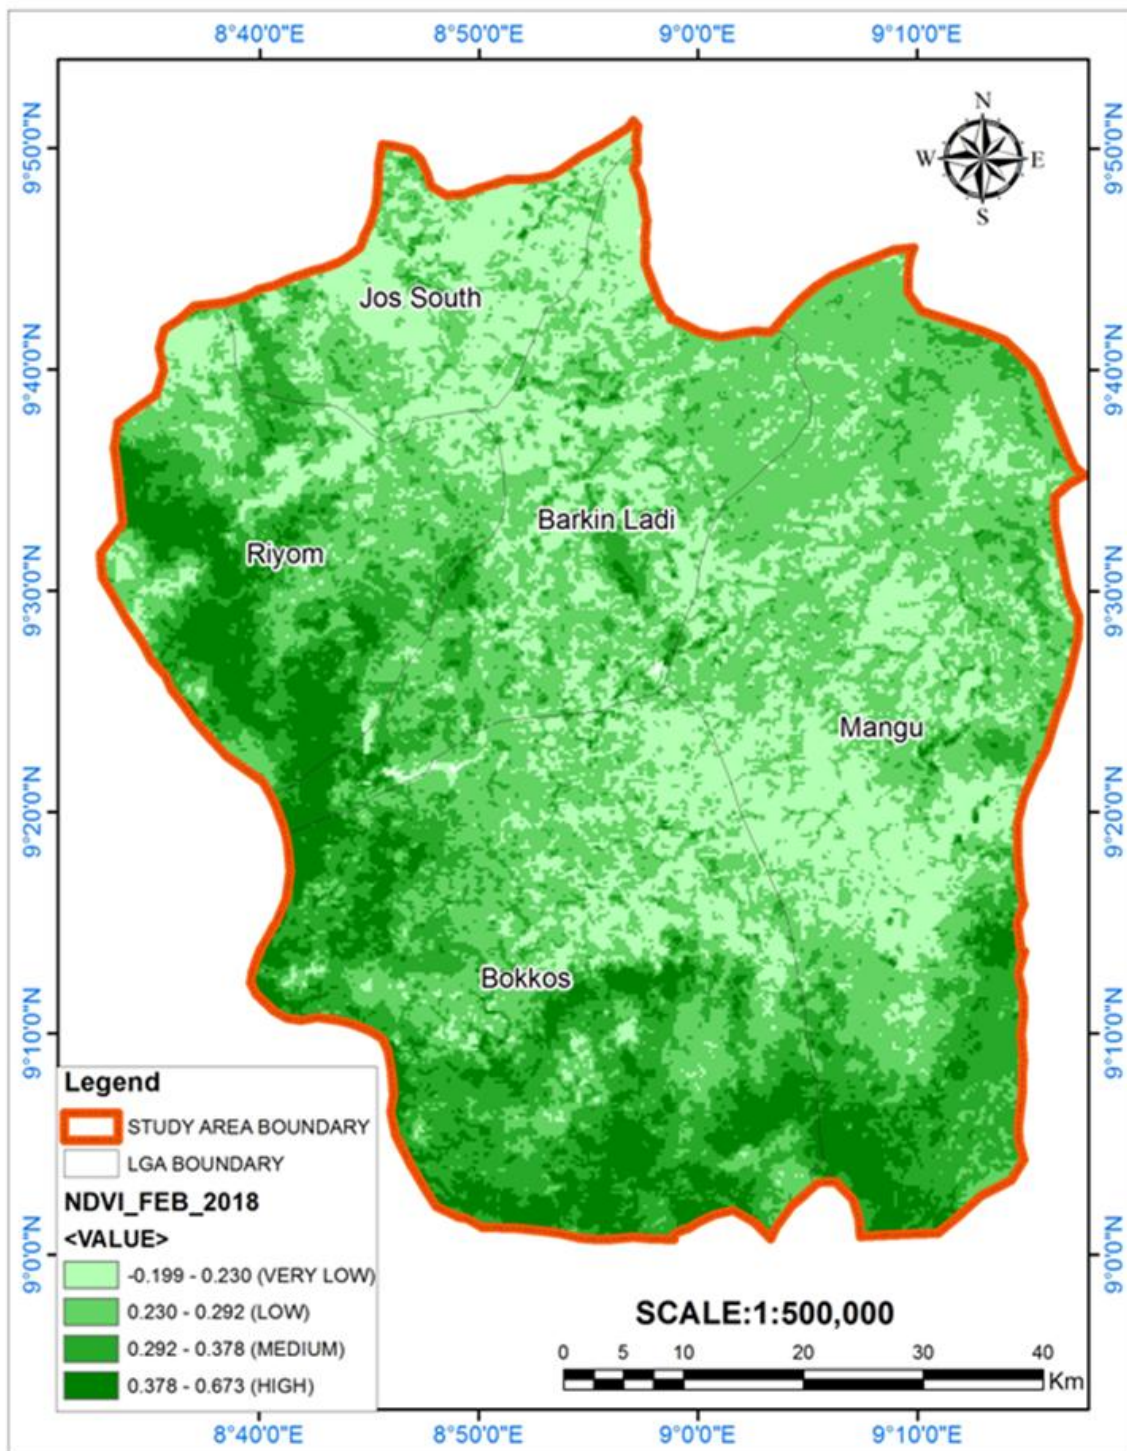 8°40'0"E 8°50'0"E 9°0'0"E 9°10'0"E
N
W E
S
9°50'0"N 9°50'0"N
Jos South
9°40'0"N 9°40'0"N
Barkin Ladi
Riyom
9°30'0"N 9°30'0"N
Mangu
9°20'0"N 9°20'0"N
Bokkos
9°10'0"N 9°10'0"N
Legend
STUDY AREA BOUNDARY
LGA BOUNDARY
NDVI_FEB_2018
<VALUE>
-0.199 - 0.230 (VERY LOW)
0.230 - 0.292 (LOW)
0.292 - 0.378 (MEDIUM)
0.378 - 0.673 (HIGH)
9°0'0"N 9°0'0"N
SCALE:1:500,000
0 5 10 20 30 40
Km
8°40'0"E 8°50'0"E 9°0'0"E 9°10'0"E